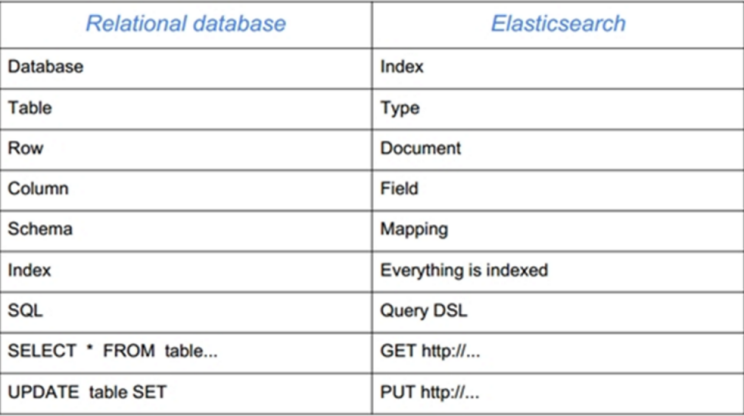 Relational database Elasticsearch
Database Index
Table Type
Row Document
Column Field
Schema Mapping
Index Everything is indexed
SQL Query DSL
SELECT * FROM table... GET http://...
UPDATE table SET PUT http://...